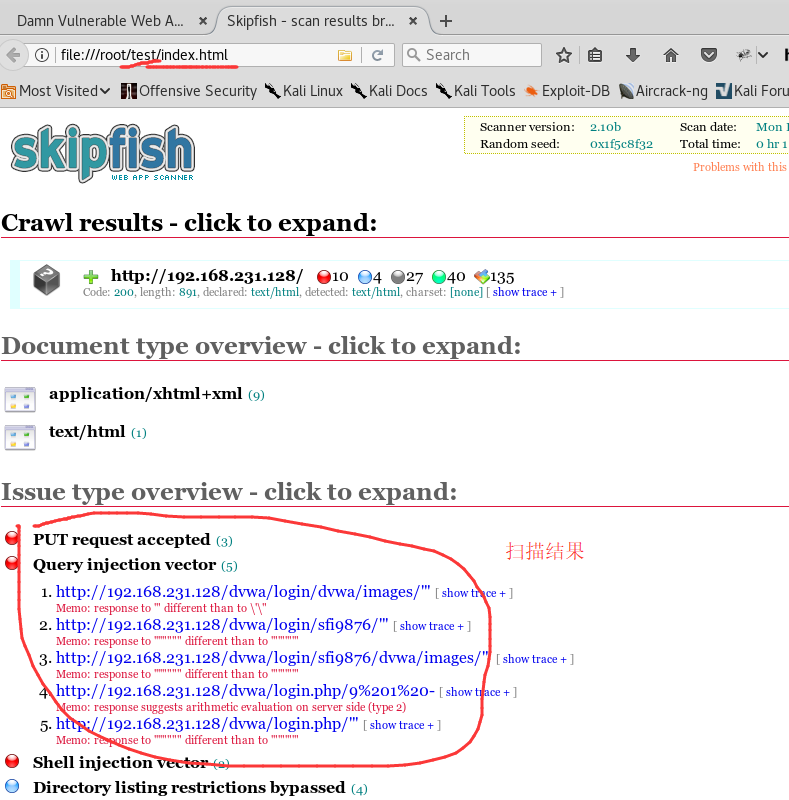 Damn Vulnerable Web A... × Skipfish - scan results br... × +
file:///root/test/index.html Search
Most Visited Offensive Security Kali Linux Kali Docs Kali Tools Exploit-DB Aircrack-ng Kali Foru
skipfish
WEB APP SCANNER
Scanner version: 2.10b Scan date: Mon
Random seed: 0x1f5c8f32 Total time: 0 hr 1
Problems with this
Crawl results - click to expand:
http://192.168.231.128/ 10 4 27 40 135
Code: 200, length: 891, declared: text/html, detected: text/html, charset: [none] [ show trace + ]
Document type overview - click to expand:
application/xhtml+xml (9)
text/html (1)
Issue type overview - click to expand:
PUT request accepted (3)
扫描结果
Query injection vector (5)
1. http://192.168.231.128/dvwa/login/dvwa/images/'" [ show trace + ]
Memo: response to '" different than to \'\"
2. http://192.168.231.128/dvwa/login/sfi9876/'" [ show trace + ]
Memo: response to '"'"'"'" different than to '"'"'"'"
3. http://192.168.231.128/dvwa/login/sfi9876/dvwa/images/'" [ show trace + ]
Memo: response to '"'"'"'" different than to '"'"'"'"
4. http://192.168.231.128/dvwa/login.php/9%201%20- [ show trace + ]
Memo: response suggests arithmetic evaluation on server side (type 2)
5. http://192.168.231.128/dvwa/login.php/'" [ show trace + ]
Memo: response to '"'"'"'" different than to '"'"'"'"
Shell injection vector (2)
Directory listing restrictions bypassed (4)